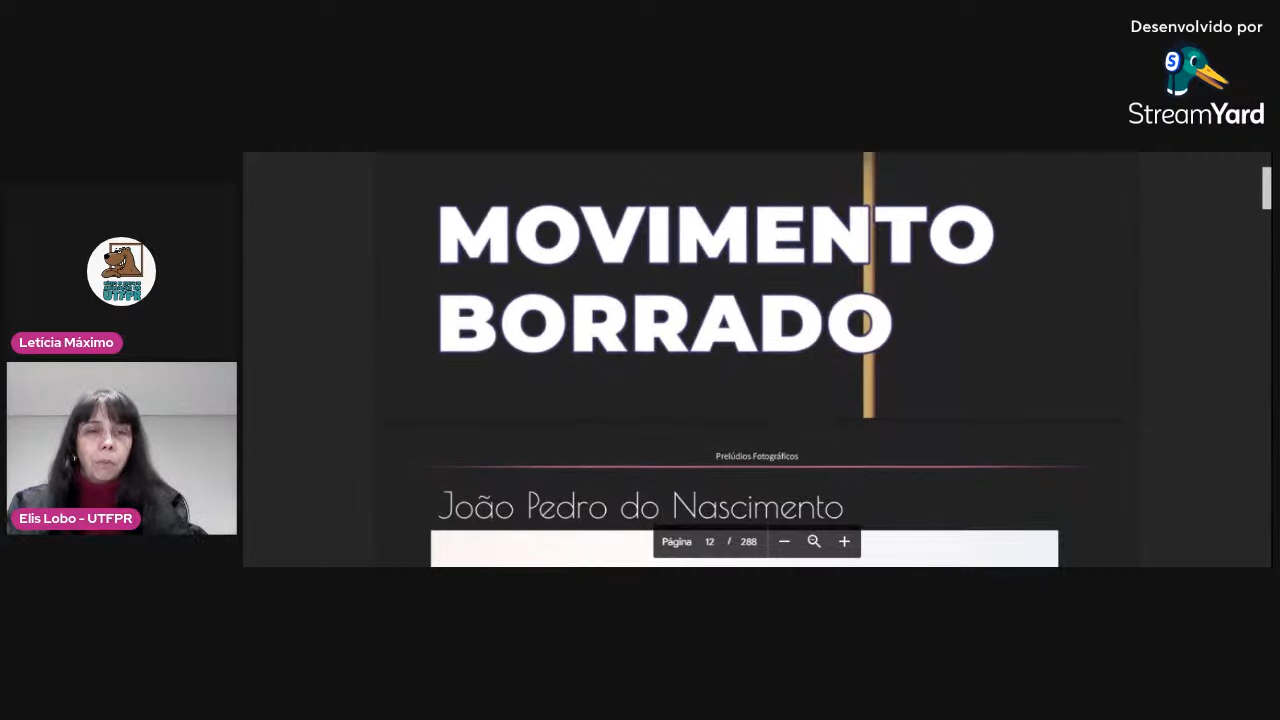 Desenvolvido por
S
StreamYard
MOVIMENTO
BORRADO
UTFPR
Letícia Máximo
Prelúdios Fotográficos
João Pedro do Nascimento
Elis Lobo - UTFPR
Página 12 / 288